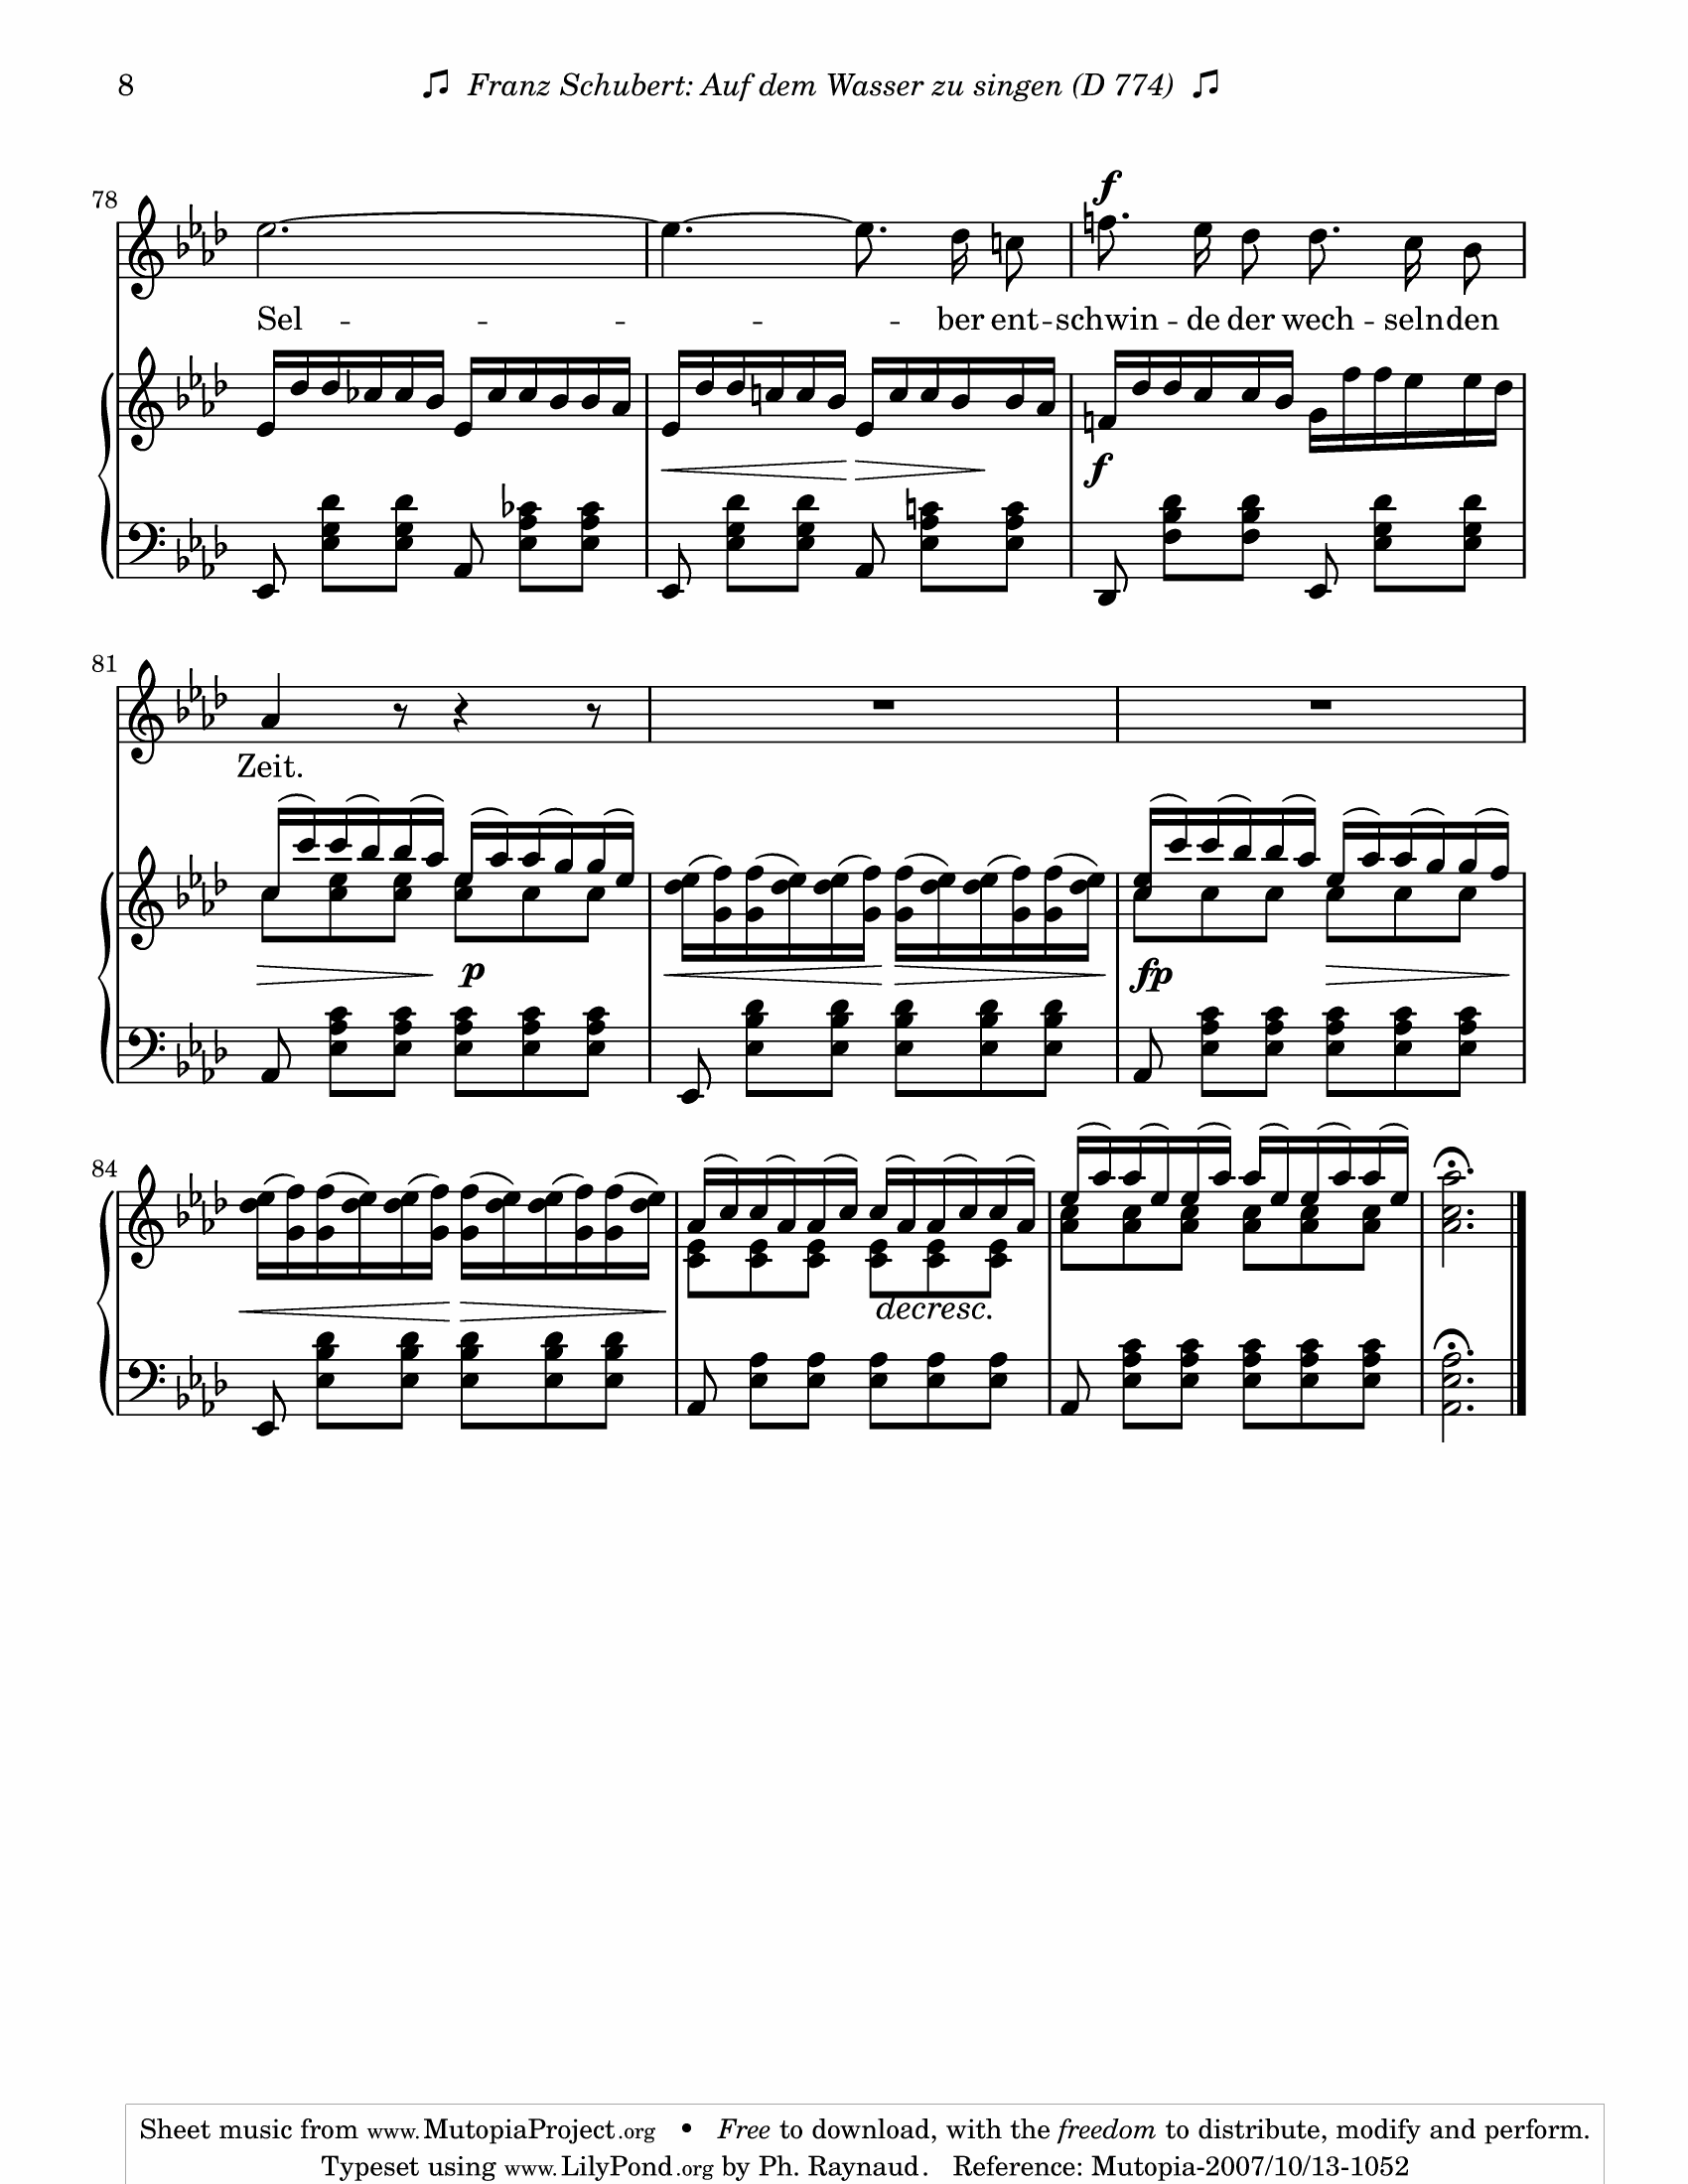 8 Franz Schubert: Auf dem Wasser zu singen (D 774)
78
f
Sel - - - - - ber ent - schwin - de der wech - selnden
f
81
Zeit.
p fp
84
decresc.
Sheet music from www.MutopiaProject.org • Free to download, with the freedom to distribute, modify and perform.
Typeset using www.LilyPond.org by Ph. Raynaud. Reference: Mutopia-2007/10/13-1052